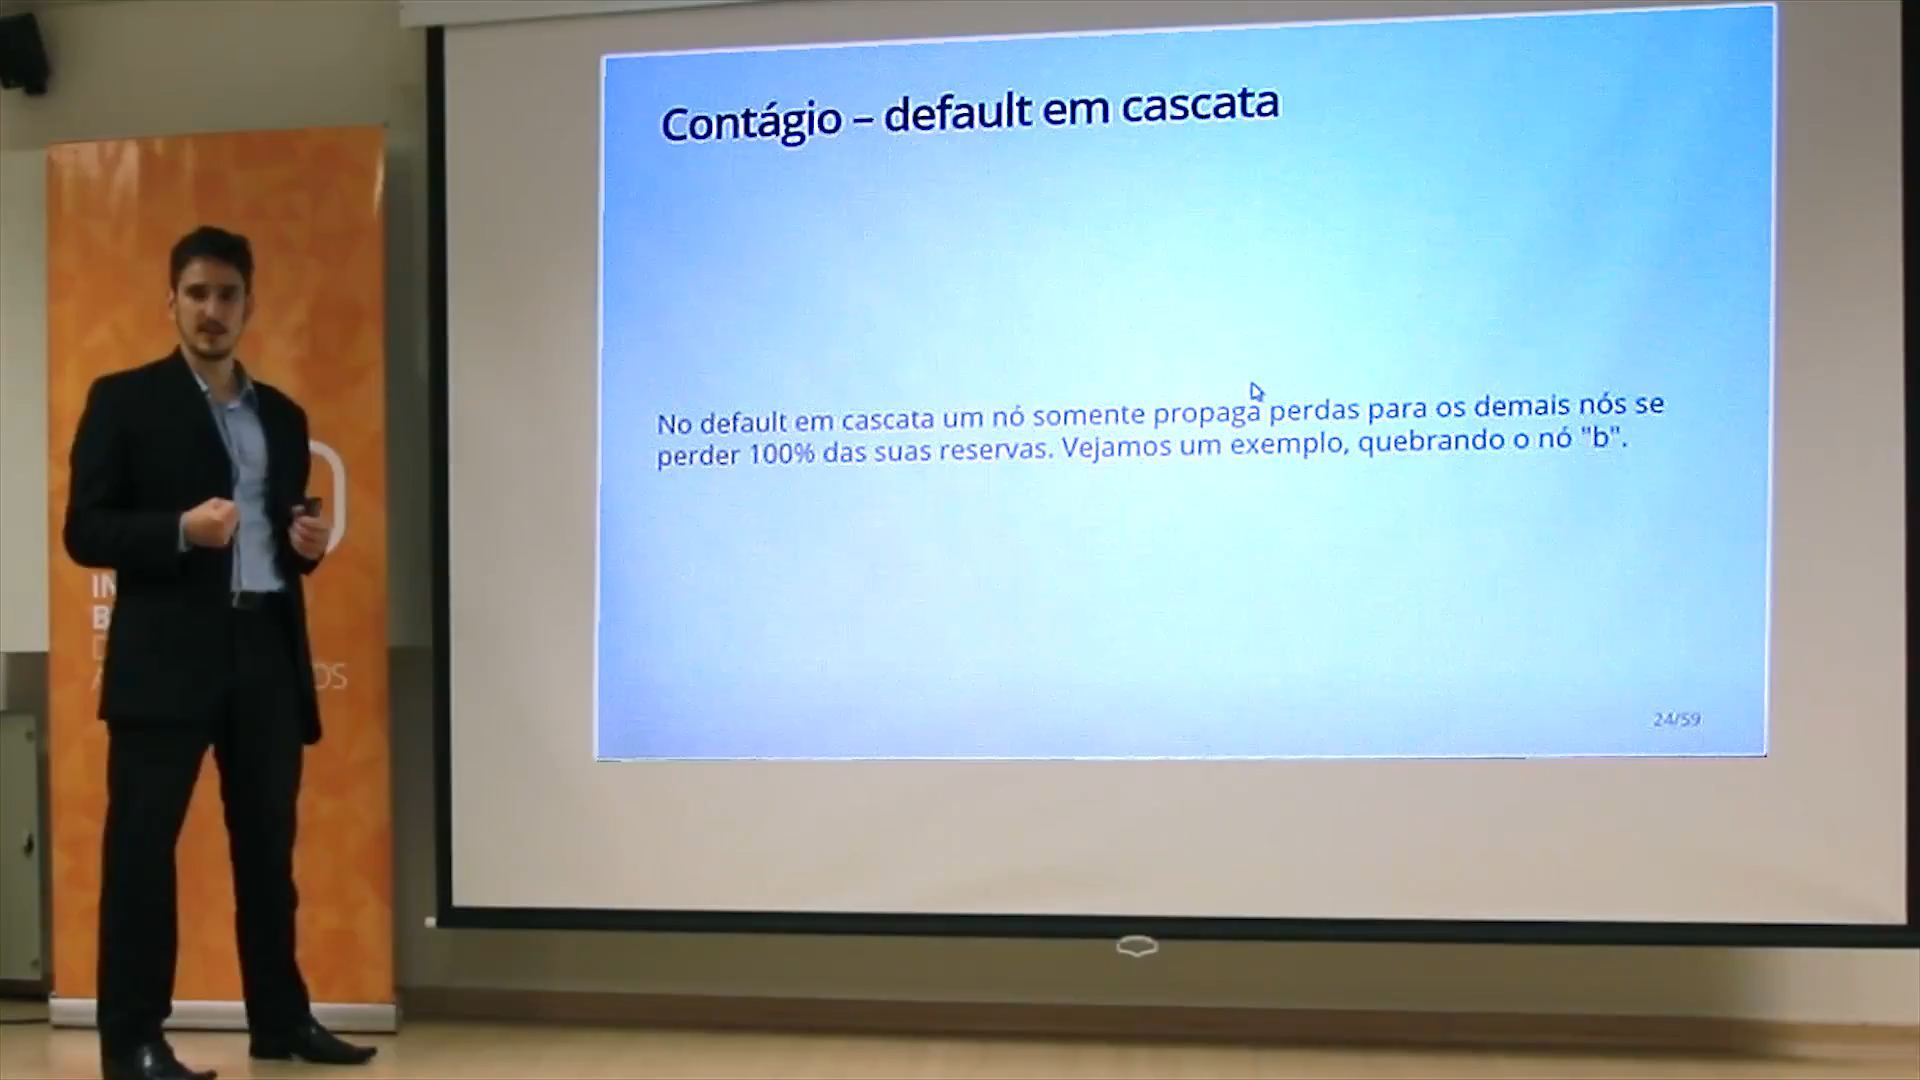 Contágio – default em cascata
No default em cascata um nó somente propaga perdas para os demais nós se
perder 100% das suas reservas. Vejamos um exemplo, quebrando o nó "b".
24/59